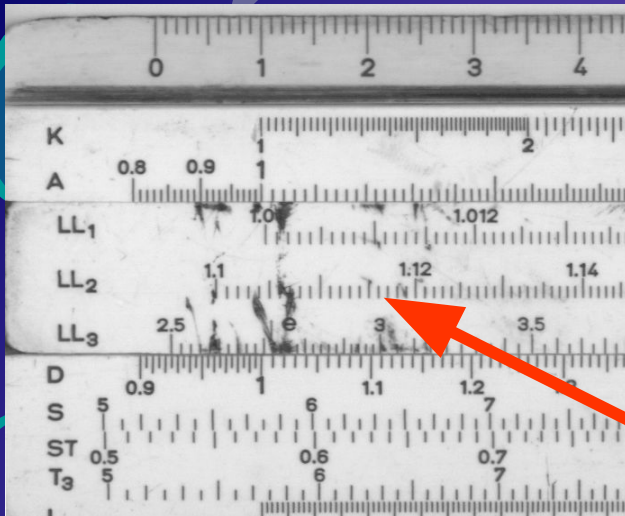 0 1 2 3 4
K 1 2
A 0.8 0.9 1
LL1 1.01 1.012
LL2 1.1 1.12 1.14
LL3 2.5 e 3 3.5
D 0.9 1 1.1 1.2
S 5 6 7
ST 0.5 0.6 0.7
T3 5 6 7